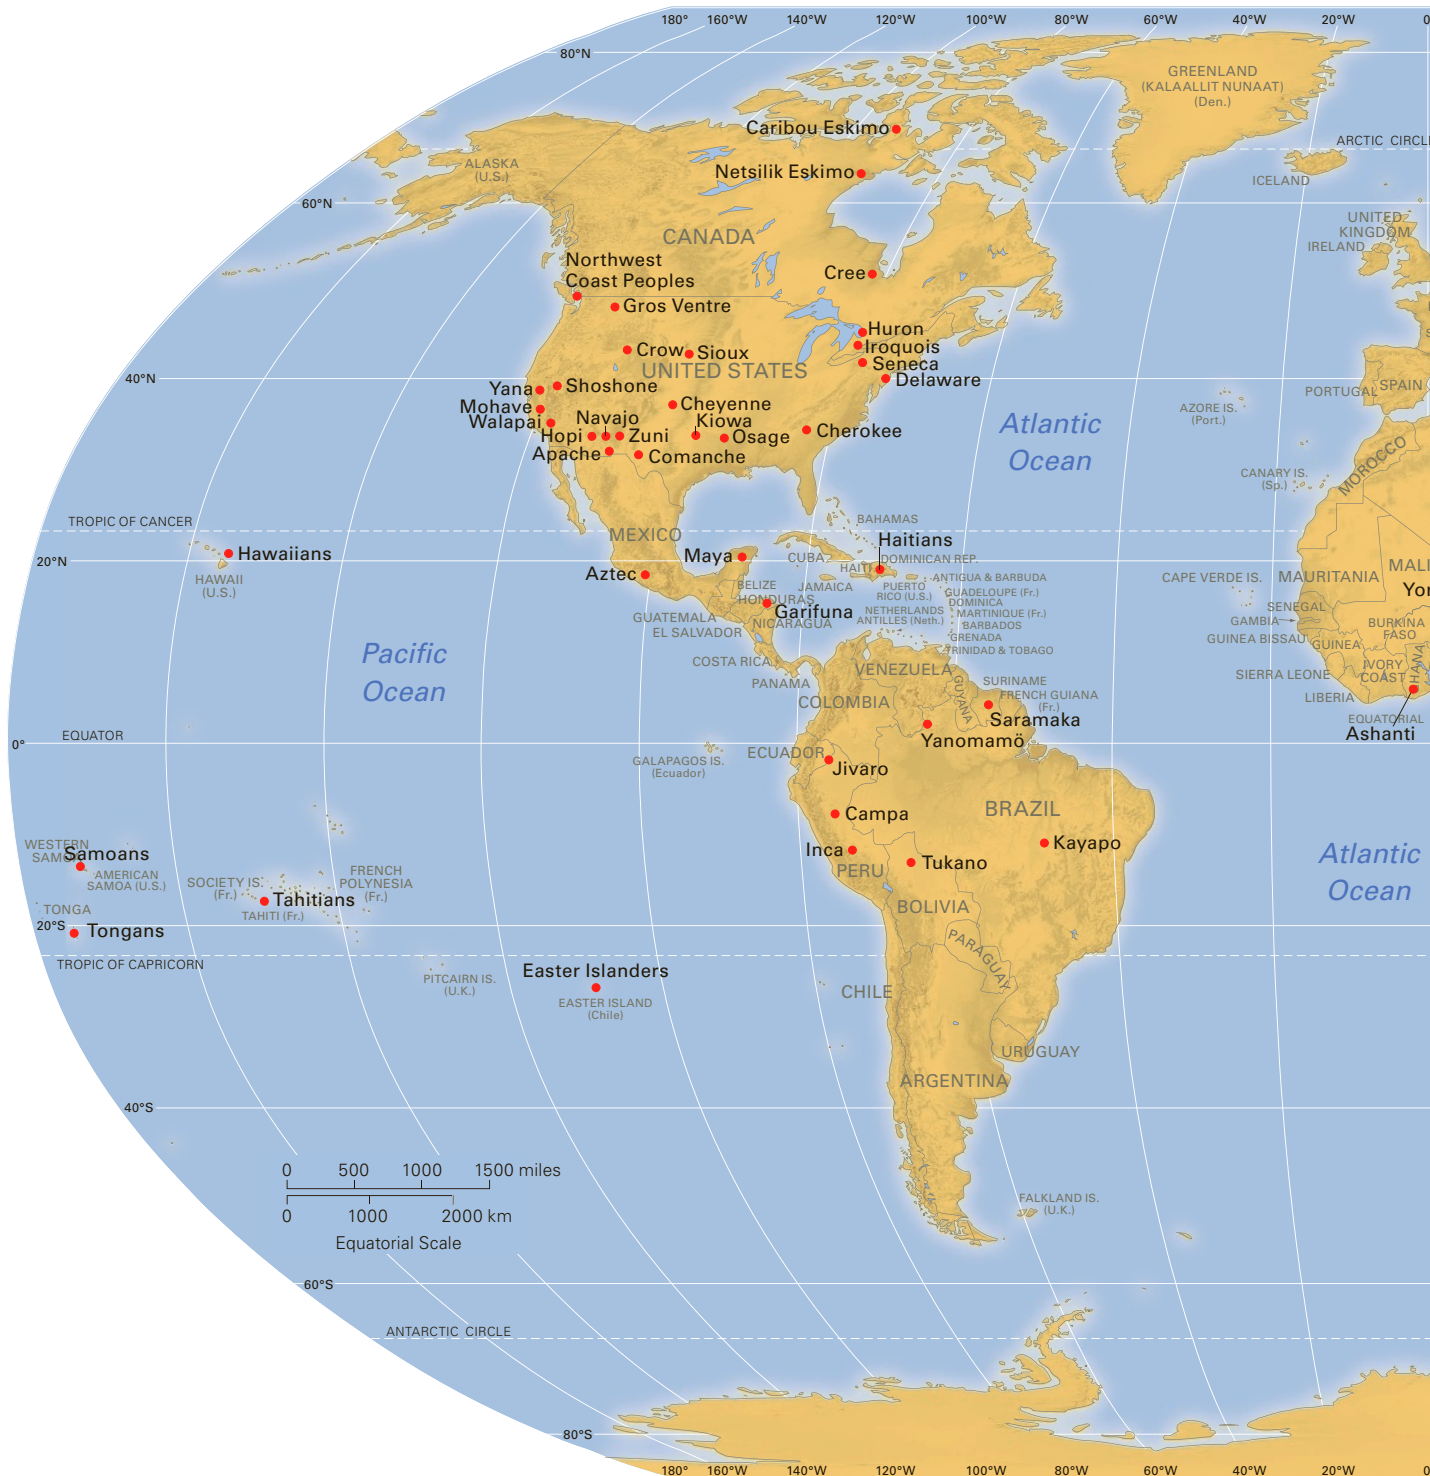 180° 160°W 140°W 120°W 100°W 80°W 60°W 40°W 20°W 0
80°N
GREENLAND
(KALAALLIT NUNAAT)
(Den.)
Caribou Eskimo
ARCTIC CIRCLE
ALASKA
(U.S.)
Netsilik Eskimo
ICELAND
60°N
UNITED
KINGDOM
IRELAND
CANADA
Northwest
Coast Peoples
Cree
Gros Ventre
Huron
Iroquois
Seneca
Crow
Sioux
UNITED STATES
Delaware
40°N
Yana
Shoshone
PORTUGAL
SPAIN
Mohave
Walapai
Cheyenne
AZORE IS.
(Port.)
Navajo
Kiowa
Hopi
Zuni
Osage
Cherokee
Apache
Comanche
Atlantic
Ocean
MOROCCO
CANARY IS.
(Sp.)
TROPIC OF CANCER
BAHAMAS
MEXICO
Hawaiians
HAWAII
(U.S.)
20°N
Maya
CUBA
Haitians
HAITI
DOMINICAN REP.
Aztec
BELIZE
JAMAICA
PUERTO
RICO (U.S.)
ANTIGUA & BARBUDA
GUADELOUPE (Fr.)
DOMINICA
MARTINIQUE (Fr.)
BARBADOS
GRENADA
TRINIDAD & TOBAGO
HONDURAS
Garifuna
NETHERLANDS
ANTILLES (Neth.)
GUATEMALA
EL SALVADOR
NICARAGUA
COSTA RICA
PANAMA
CAPE VERDE IS.
MAURITANIA
MALI
Yor
SENEGAL
GAMBIA
GUINEA BISSAU
GUINEA
BURKINA
FASO
SIERRA LEONE
IVORY
COAST
HANA
LIBERIA
EQUATORIAL
Ashanti
Pacific
Ocean
VENEZUELA
GUYANA
SURINAME
FRENCH GUIANA
(Fr.)
COLOMBIA
Saramaka
Yanomamö
EQUATOR
0°
GALAPAGOS IS.
(Ecuador)
ECUADOR
Jivaro
BRAZIL
Campa
Inca
PERU
Tukano
Kayapo
Atlantic
Ocean
WESTERN
SAMOA
Samoans
AMERICAN
SAMOA (U.S.)
SOCIETY IS.
(Fr.)
FRENCH
POLYNESIA
(Fr.)
Tahitians
TAHITI (Fr.)
TONGA
20°S
Tongans
BOLIVIA
PARAGUAY
TROPIC OF CAPRICORN
PITCAIRN IS.
(U.K.)
Easter Islanders
EASTER ISLAND
(Chile)
CHILE
URUGUAY
ARGENTINA
40°S
0 500 1000 1500 miles
0 1000 2000 km
Equatorial Scale
FALKLAND IS.
(U.K.)
60°S
ANTARCTIC CIRCLE
80°S
180° 160°W 140°W 120°W 100°W 80°W 60°W 40°W 20°W 0